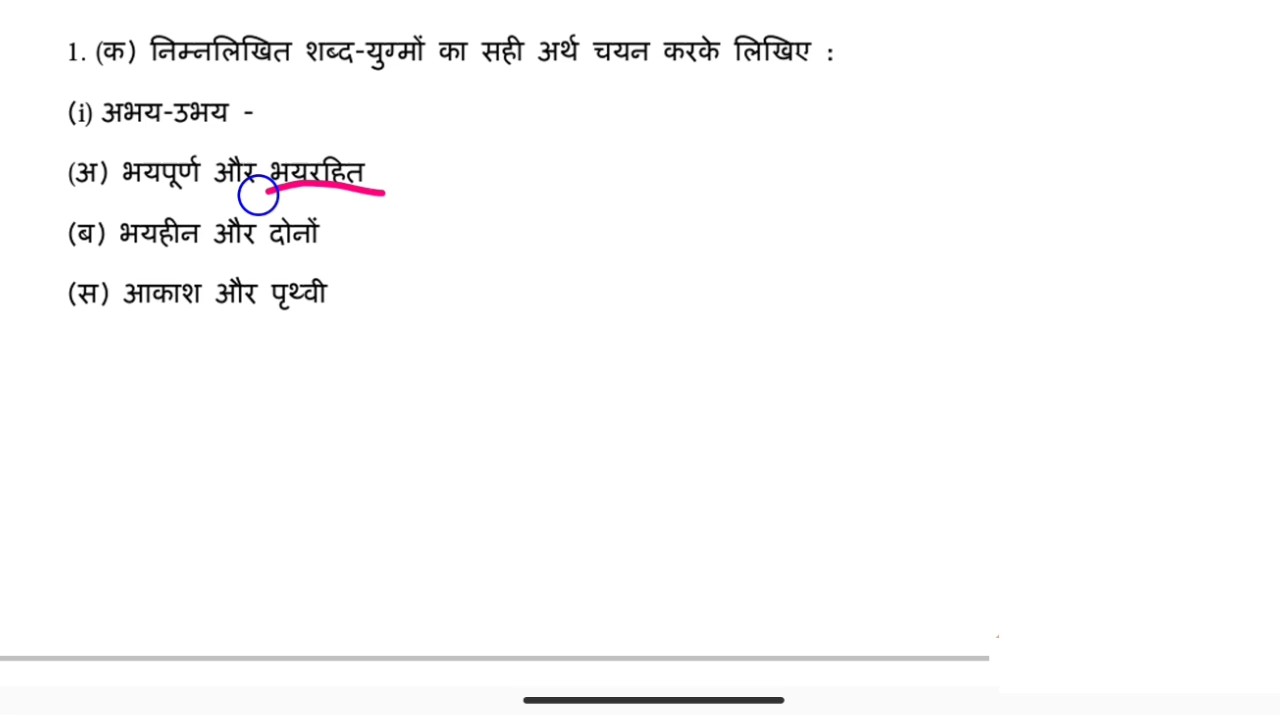 1. (क) निम्नलिखित शब्द-युग्मों का सही अर्थ चयन करके लिखिए :
(i) अभय-उभय -
(अ) भयपूर्ण और भयरहित
(ब) भयहीन और दोनों
(स) आकाश और पृथ्वी